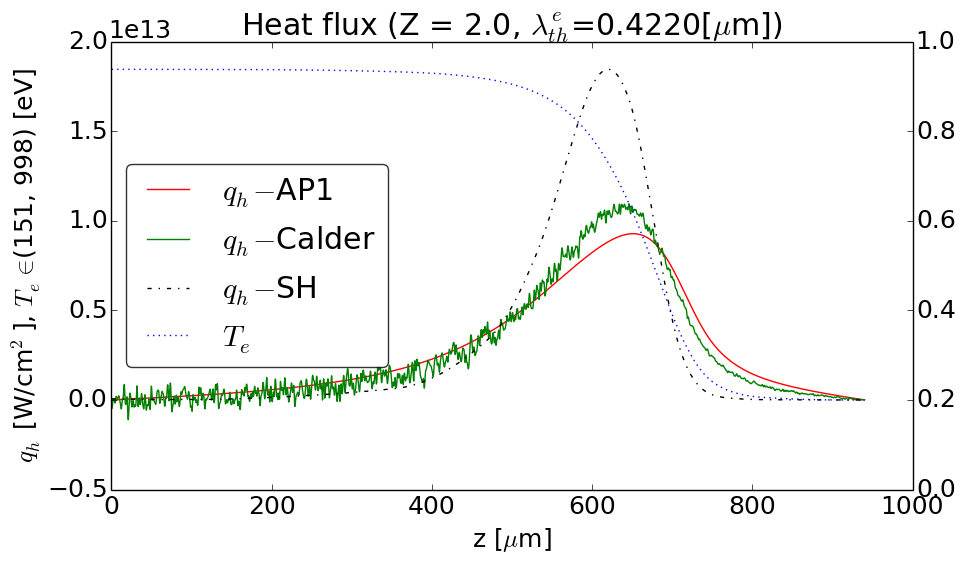 Heat flux (Z = 2.0, λ_th^e=0.4220[μm])
1e13
2.0
1.5
1.0
0.5
0.0
−0.5
q_h [W/cm²], T_e ∈(151, 998) [eV]
q_h −AP1
q_h −Calder
q_h −SH
T_e
1.0
0.8
0.6
0.4
0.2
0.0
0 200 400 600 800 1000
z [μm]